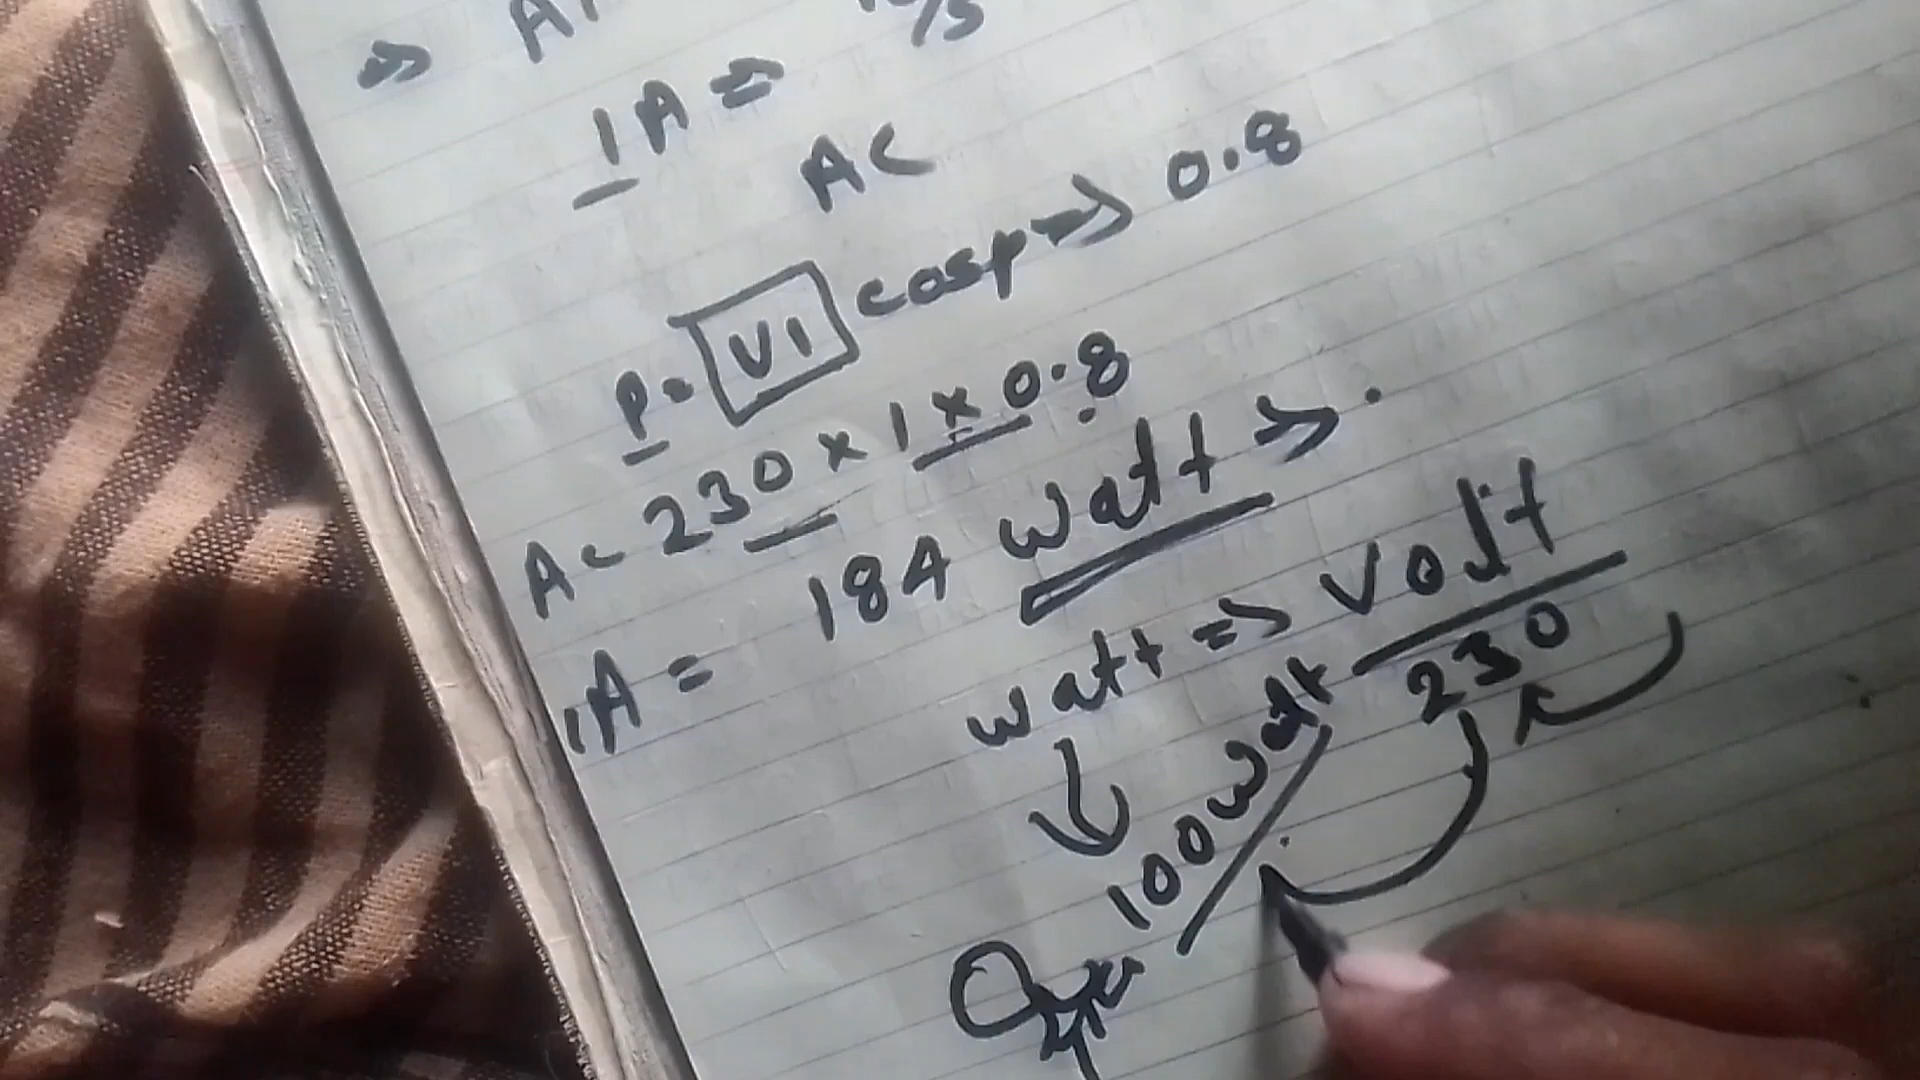 1A ⇒
AC
P = VI cosφ → 0.8
AC 230 × 1 × 0.8
1A = 184 watt ⇒
watt ⇒ volt
230
100 watt